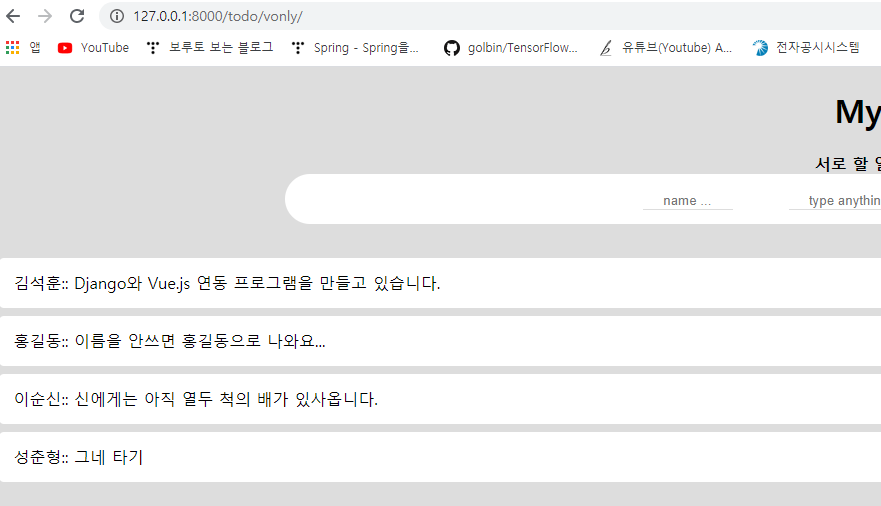 127.0.0.1:8000/todo/vonly/
앱 YouTube 보루토 보는 블로그 Spring - Spring을... golbin/TensorFlow... 유튜브(Youtube) A... 전자공시시스템
My
서로 할
name ... type anythin
김석훈:: Django와 Vue.js 연동 프로그램을 만들고 있습니다.
홍길동:: 이름을 안쓰면 홍길동으로 나와요...
이순신:: 신에게는 아직 열두 척의 배가 있사옵니다.
성춘형:: 그네 타기